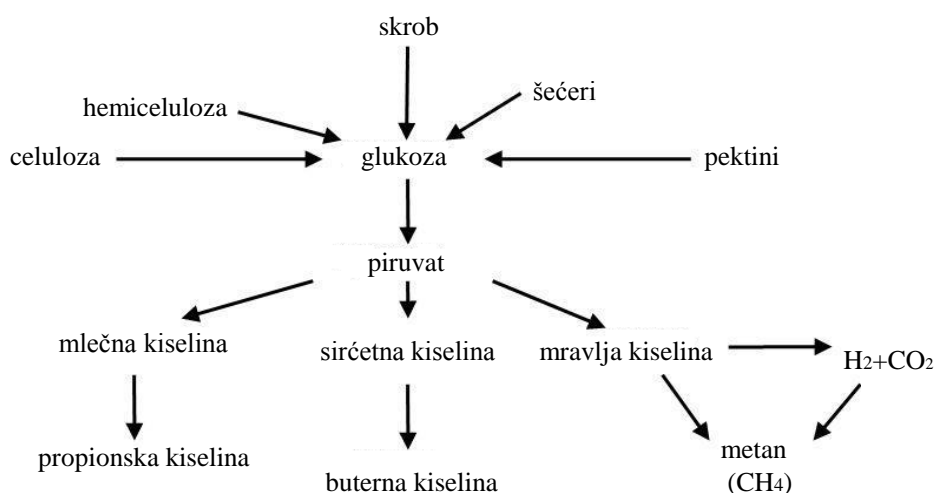 skrob
šećeri
hemiceluloza
celuloza
glukoza
pektini
piruvat
mlečna kiselina
sirćetna kiselina
mravlja kiselina
H2+CO2
propionska kiselina
buterna kiselina
metan
(CH4)